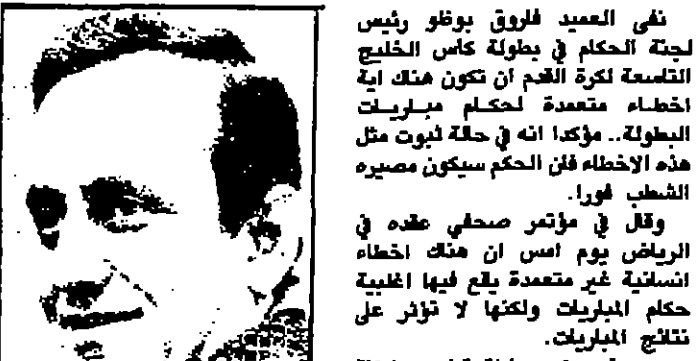 نفى العميد فاروق بوظو رئيس
لجنة الحكام في بطولة كاس الخليج
التاسعة لكرة القدم ان تكون هناك اية
اخطاء متعمدة لحكام مباريات
البطولة.. مؤكدا انه في حالة ثبوت مثل
هذه الاخطاء فان الحكم سيكون مصيره
الشطب فورا.
وقال في مؤتمر صحفي عقده في
الرياض يوم امس ان هناك اخطاء
انسانية غير متعمدة يقع فيها اغلبية
حكام المباريات ولكنها لا تؤثر على
نتائج المباريات.